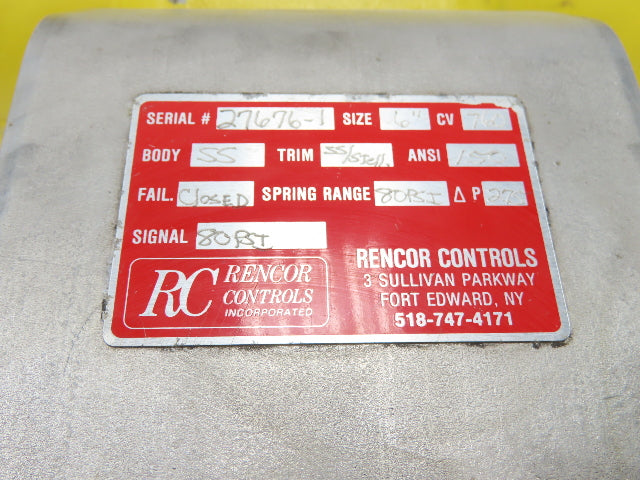 SERIAL # 27676-1 SIZE 6" CV
BODY SS TRIM SS/Stell. ANSI
FAIL. CLOSED SPRING RANGE 80PSI Δ P
SIGNAL 80PSI
RC RENCOR CONTROLS INCORPORATED
RENCOR CONTROLS
3 SULLIVAN PARKWAY
FORT EDWARD, NY
518-747-4171